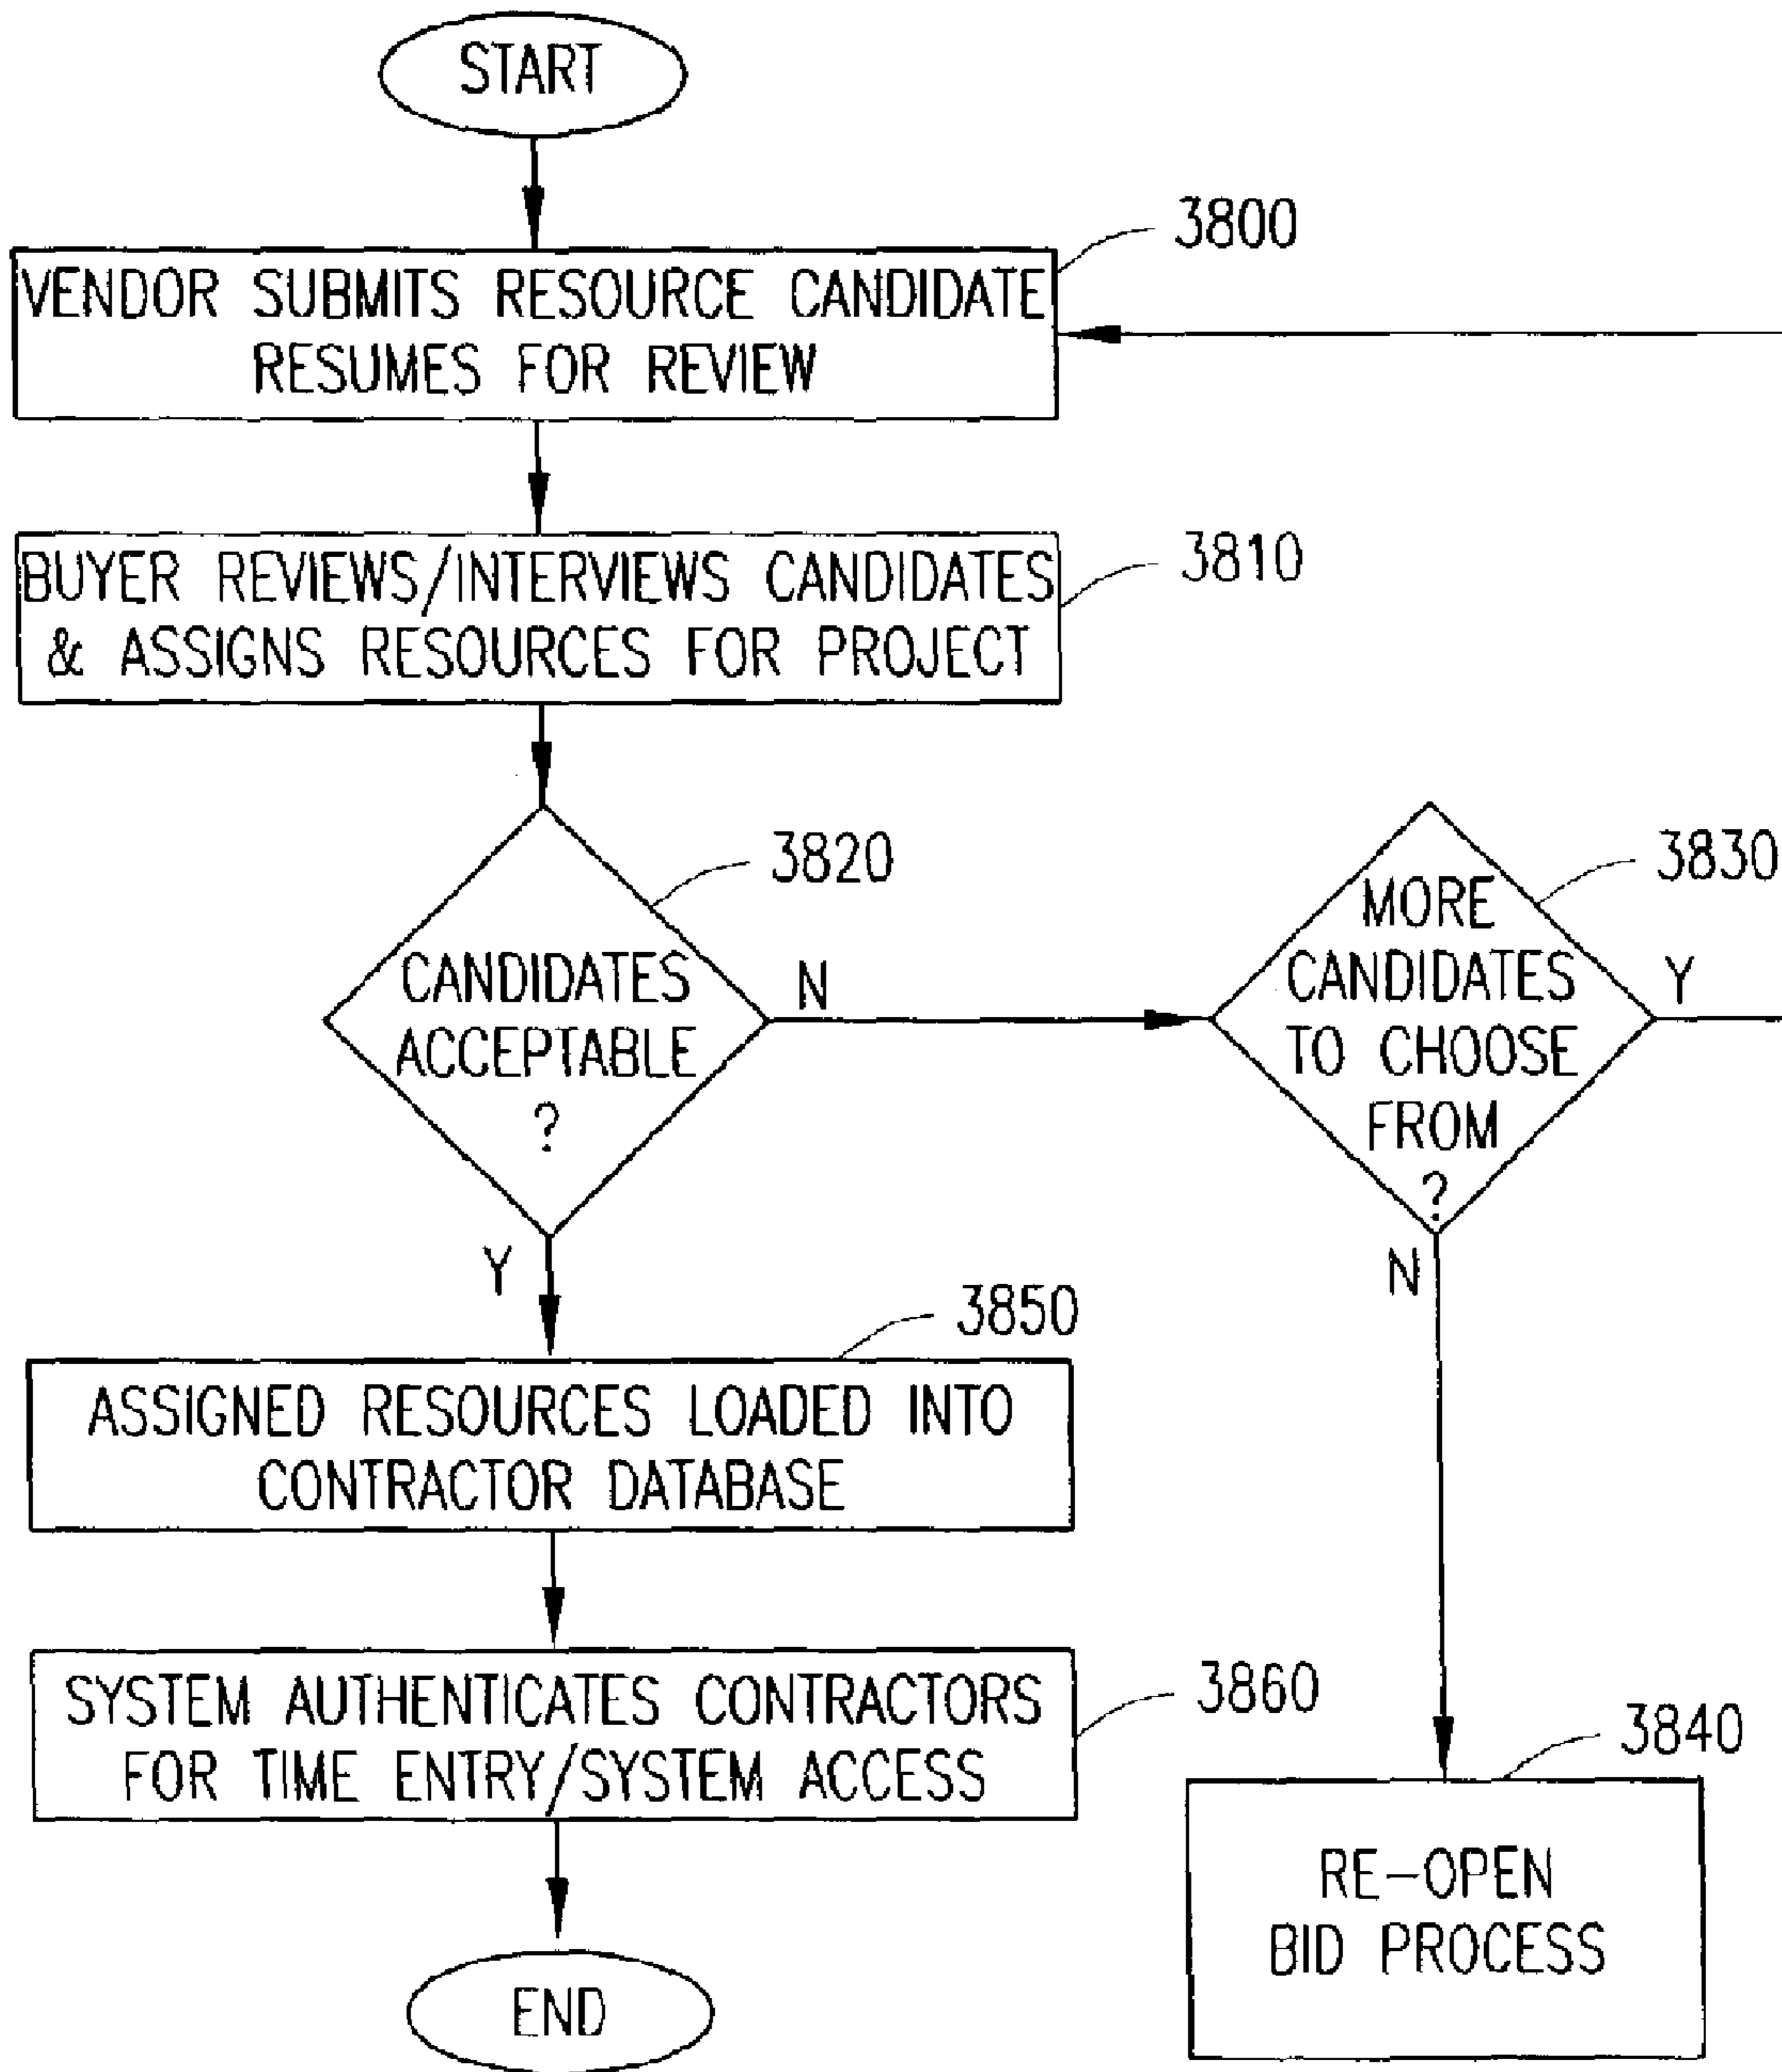 START
3800
VENDOR SUBMITS RESOURCE CANDIDATE
RESUMES FOR REVIEW
3810
BUYER REVIEWS/INTERVIEWS CANDIDATES
& ASSIGNS RESOURCES FOR PROJECT
3820
CANDIDATES
ACCEPTABLE
?
N
3830
MORE
CANDIDATES
TO CHOOSE
FROM
?
Y
Y
N
3850
ASSIGNED RESOURCES LOADED INTO
CONTRACTOR DATABASE
3860
SYSTEM AUTHENTICATES CONTRACTORS
FOR TIME ENTRY/SYSTEM ACCESS
3840
RE-OPEN
BID PROCESS
END